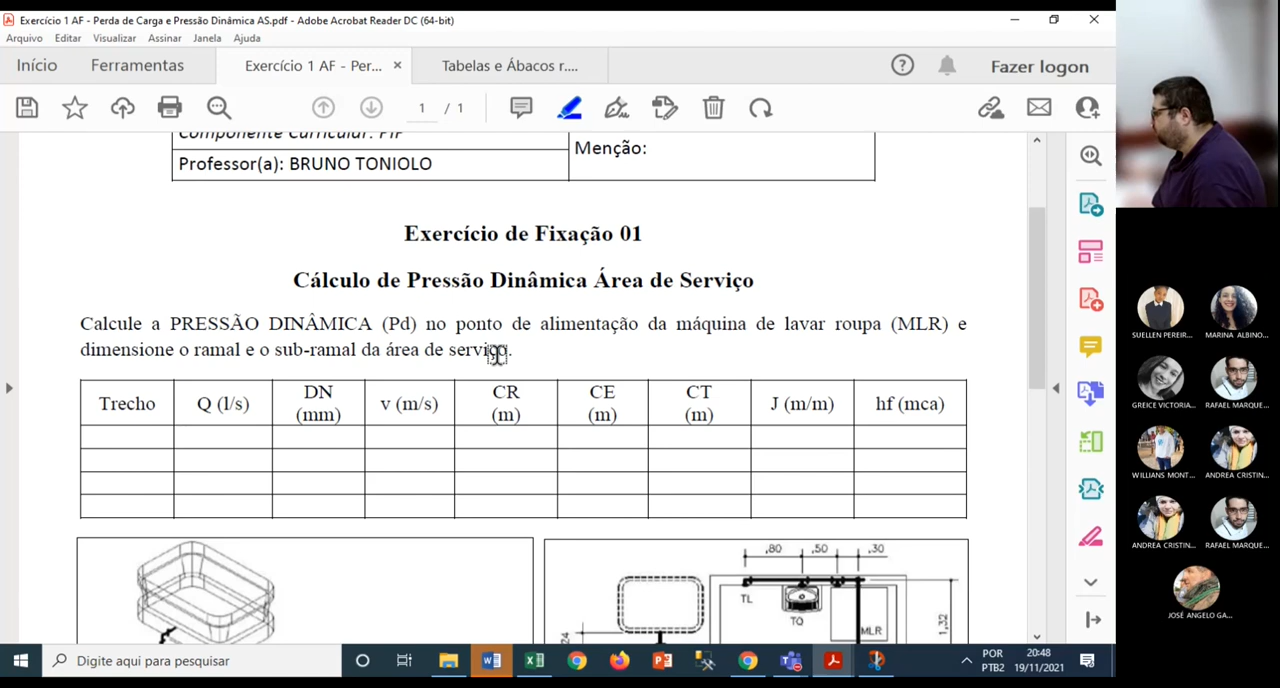 Exercício 1 AF - Perda de Carga e Pressão Dinâmica AS.pdf - Adobe Acrobat Reader DC (64-bit)
Arquivo Editar Visualizar Assinar Janela Ajuda
Início Ferramentas Exercício 1 AF - Per... Tabelas e Ábacos r.... Fazer logon
1 / 1
Componente Curricular: PIP
Professor(a): BRUNO TONIOLO
Menção:
Exercício de Fixação 01
Cálculo de Pressão Dinâmica Área de Serviço
Calcule a PRESSÃO DINÂMICA (Pd) no ponto de alimentação da máquina de lavar roupa (MLR) e
dimensione o ramal e o sub-ramal da área de serviço.
Trecho Q (l/s) DN (mm) v (m/s) CR (m) CE (m) CT (m) J (m/m) hf (mca)
,80 ,50 ,30
TL
TQ
MLR
1,32
24
SUELLEN PEREIR... MARINA ALBINO...
GREICE VICTORIA... RAFAEL MARQUE...
WILLIANS MONT... ANDREA CRISTIN...
ANDREA CRISTIN... RAFAEL MARQUE...
JOSÉ ANGELO GA...
Digite aqui para pesquisar
POR
PTB2
20:48
19/11/2021